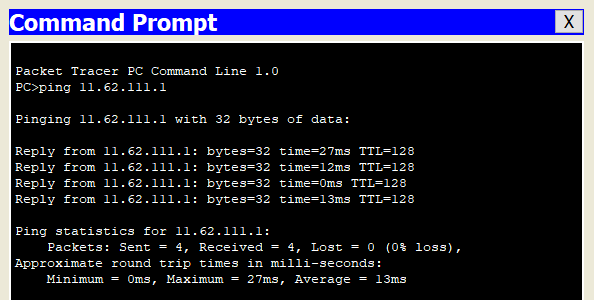 Command Prompt
X
Packet Tracer PC Command Line 1.0
PC>ping 11.62.111.1
Pinging 11.62.111.1 with 32 bytes of data:
Reply from 11.62.111.1: bytes=32 time=27ms TTL=128
Reply from 11.62.111.1: bytes=32 time=12ms TTL=128
Reply from 11.62.111.1: bytes=32 time=0ms TTL=128
Reply from 11.62.111.1: bytes=32 time=13ms TTL=128
Ping statistics for 11.62.111.1:
Packets: Sent = 4, Received = 4, Lost = 0 (0% loss),
Approximate round trip times in milli-seconds:
Minimum = 0ms, Maximum = 27ms, Average = 13ms